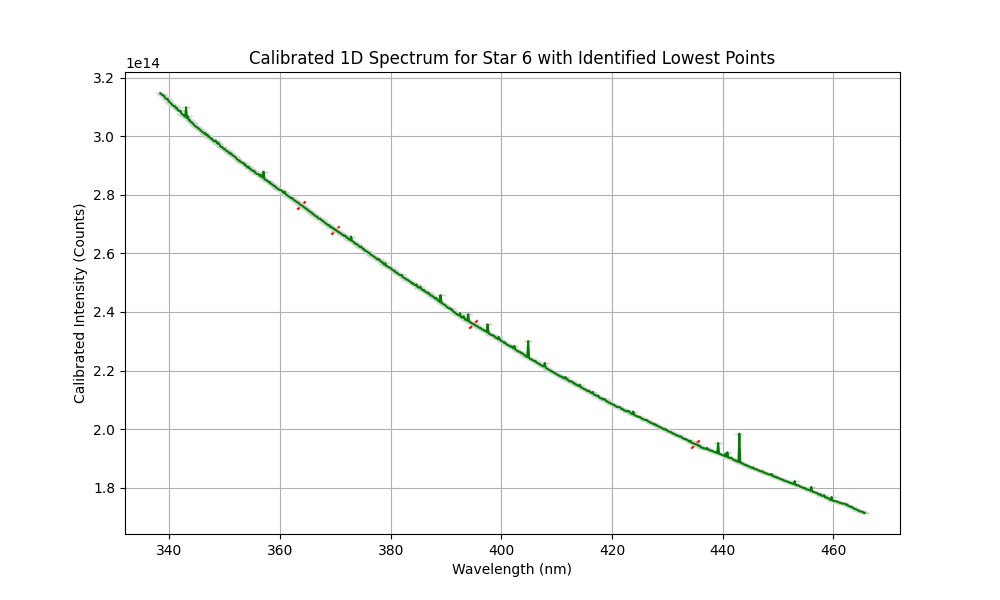 Calibrated 1D Spectrum for Star 6 with Identified Lowest Points
1e14
3.2
3.0
2.8
2.6
2.4
2.2
2.0
1.8
Calibrated Intensity (Counts)
340 360 380 400 420 440 460
Wavelength (nm)